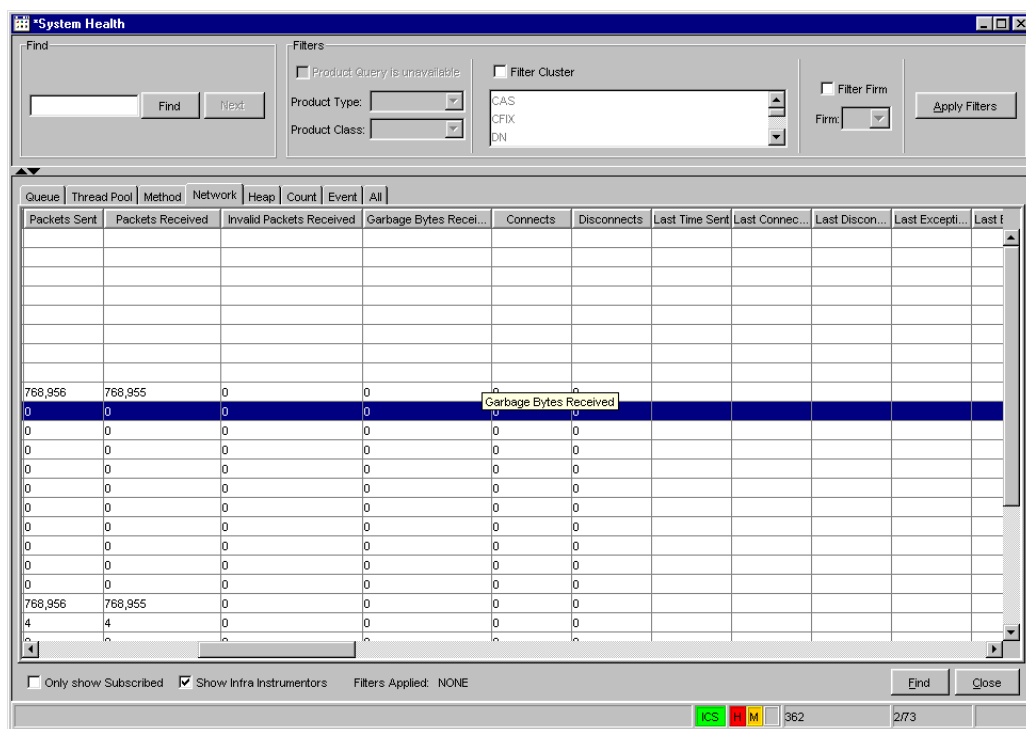 *System Health
Find
Filters
Product Query is unavailable
Filter Cluster
Filter Firm
Find Next
Product Type:
CAS
CFIX
DN
Firm:
Apply Filters
Product Class:
Queue Thread Pool Method Network Heap Count Event All
Packets Sent Packets Received Invalid Packets Received Garbage Bytes Recei... Connects Disconnects Last Time Sent Last Connec... Last Discon... Last Excepti... Last
768,956 768,955 0 0
Garbage Bytes Received
0 0 0 0 0 0
0 0 0 0 0 0
0 0 0 0 0 0
0 0 0 0 0 0
0 0 0 0 0 0
0 0 0 0 0 0
0 0 0 0 0 0
0 0 0 0 0 0
0 0 0 0 0 0
0 0 0 0 0 0
768,956 768,955 0 0 0 0
4 4 0 0 0 0
Only show Subscribed Show Infra Instrumentors Filters Applied: NONE Find Close
ICS H M 362 2/73